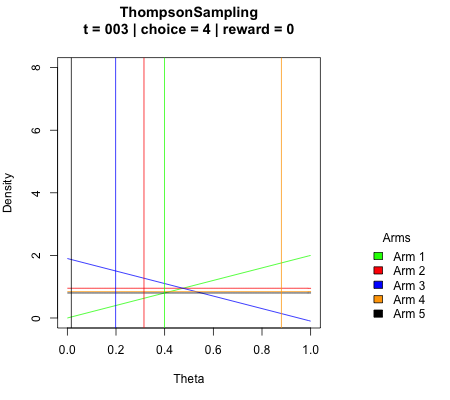 ThompsonSampling
t = 003 | choice = 4 | reward = 0
Density
8
6
4
2
0
0.0 0.2 0.4 0.6 0.8 1.0
Theta
Arms
Arm 1
Arm 2
Arm 3
Arm 4
Arm 5